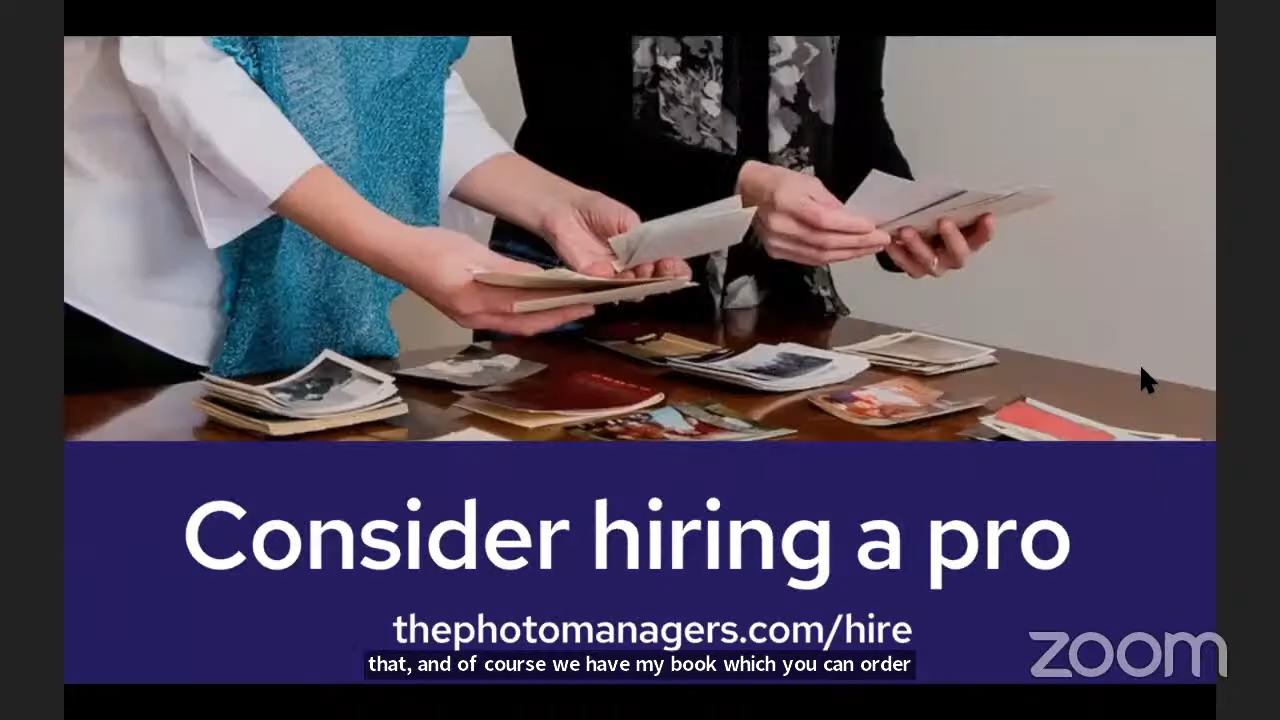 Consider hiring a pro
thephotomanagers.com/hire
that, and of course we have my book which you can order
zoom